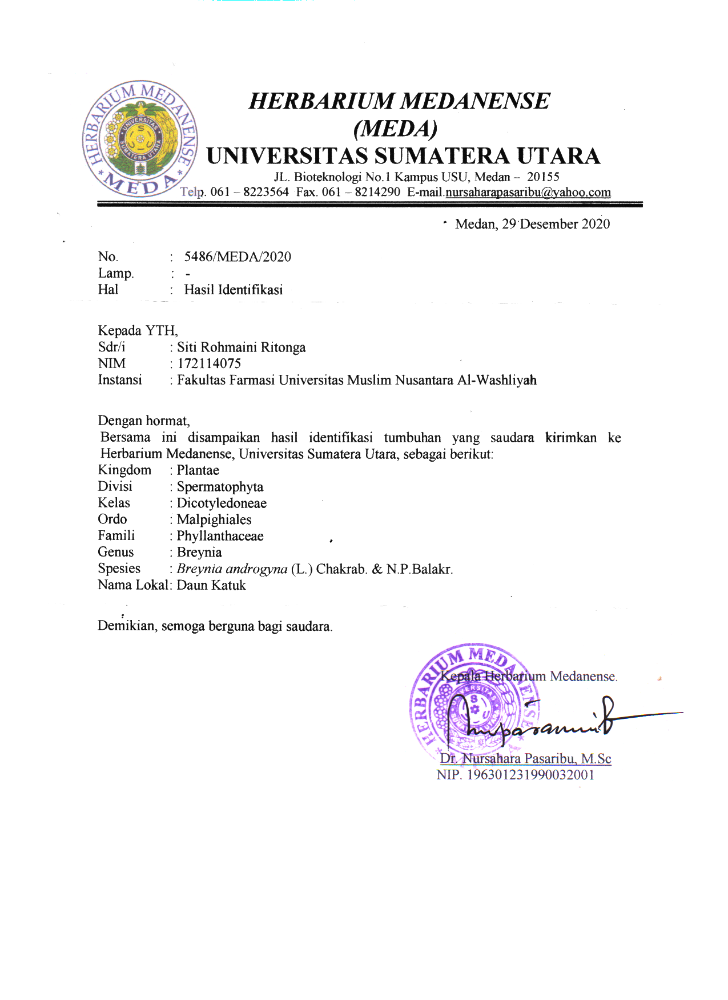 HERBARIUM MEDANENSE
* MEDA *
UNIVERSITAS
SUMATERA UTARA
HERBARIUM MEDANENSE
(MEDA)
UNIVERSITAS SUMATERA UTARA
JL. Bioteknologi No.1 Kampus USU, Medan – 20155
Telp. 061 – 8223564 Fax. 061 – 8214290 E-mail.nursaharapasaribu@yahoo.com
Medan, 29 Desember 2020
No. : 5486/MEDA/2020
Lamp. : -
Hal : Hasil Identifikasi
Kepada YTH,
Sdr/i : Siti Rohmaini Ritonga
NIM : 172114075
Instansi : Fakultas Farmasi Universitas Muslim Nusantara Al-Washliyah
Dengan hormat,
Bersama ini disampaikan hasil identifikasi tumbuhan yang saudara kirimkan ke
Herbarium Medanense, Universitas Sumatera Utara, sebagai berikut:
Kingdom : Plantae
Divisi : Spermatophyta
Kelas : Dicotyledoneae
Ordo : Malpighiales
Famili : Phyllanthaceae
Genus : Breynia
Spesies : Breynia androgyna (L.) Chakrab. & N.P.Balakr.
Nama Lokal: Daun Katuk
Demikian, semoga berguna bagi saudara.
HERBARIUM MEDANENSE
Kepala Herbarium Medanense.
Dr. Nursahara Pasaribu, M.Sc
NIP. 196301231990032001